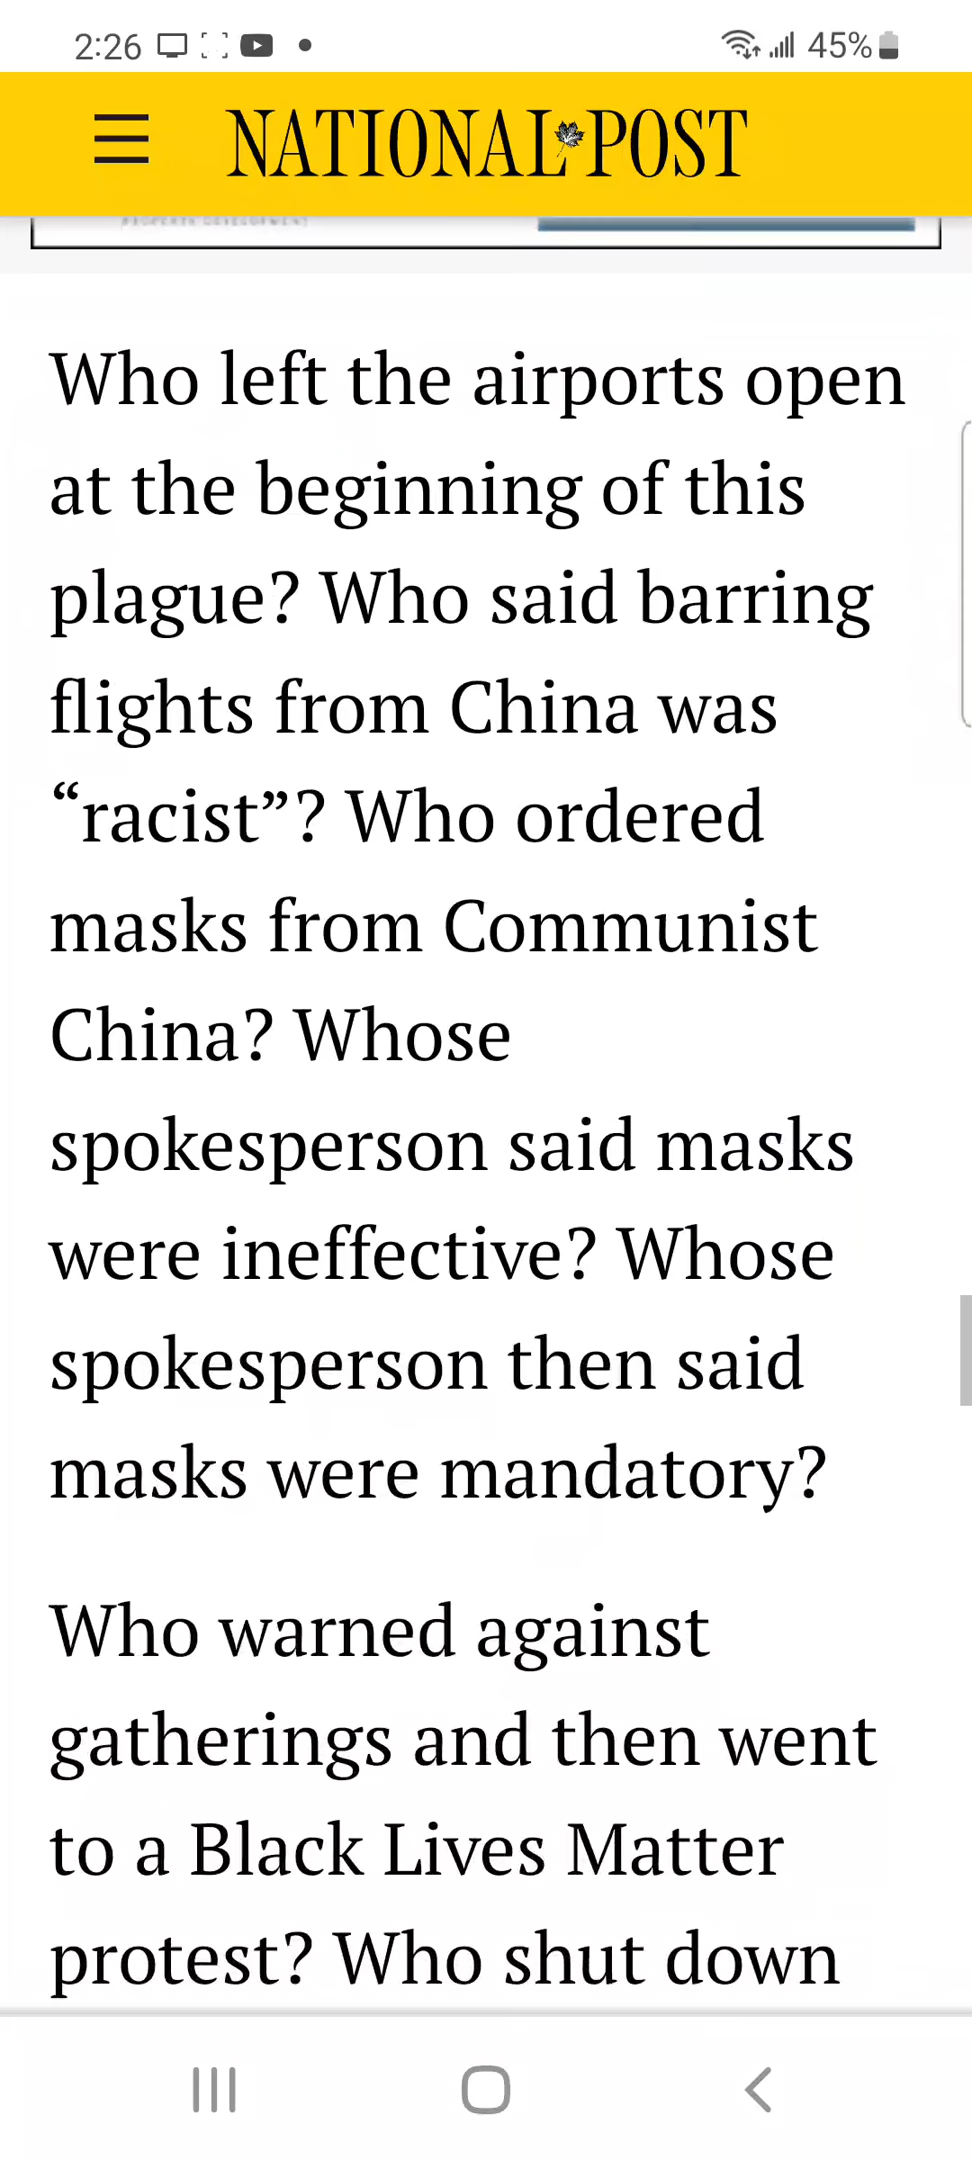 2:26
45%
NATIONAL POST
PROPERTY DEVELOPMENT
Who left the airports open
at the beginning of this
plague? Who said barring
flights from China was
“racist”? Who ordered
masks from Communist
China? Whose
spokesperson said masks
were ineffective? Whose
spokesperson then said
masks were mandatory?
Who warned against
gatherings and then went
to a Black Lives Matter
protest? Who shut down